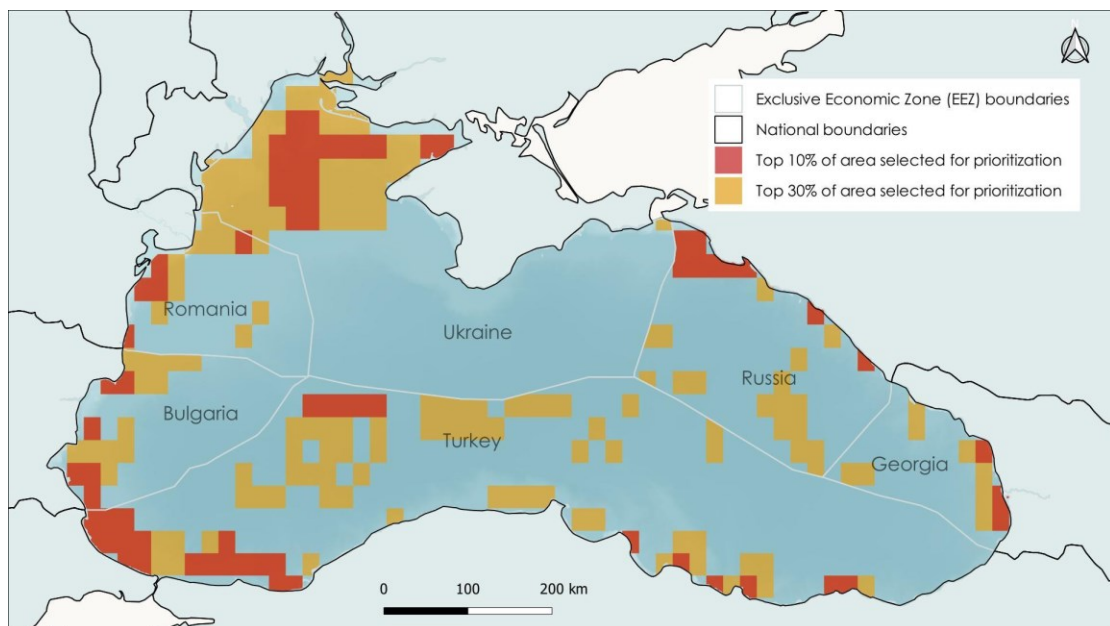 N
Exclusive Economic Zone (EEZ) boundaries
National boundaries
Top 10% of area selected for prioritization
Top 30% of area selected for prioritization
Romania
Ukraine
Russia
Bulgaria
Turkey
Georgia
0 100 200 km